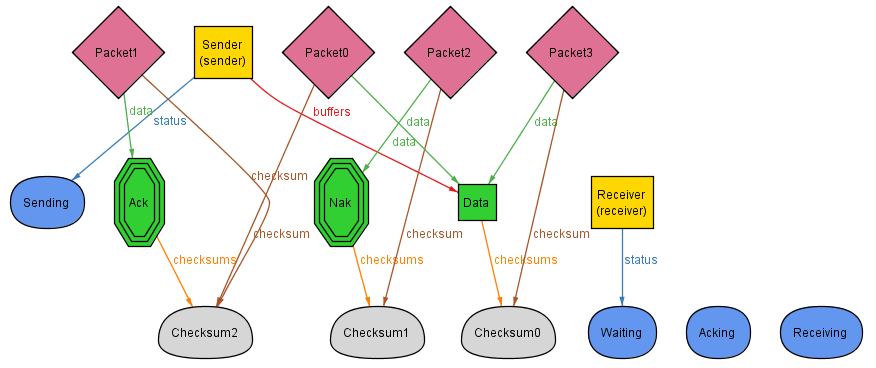 Packet1
Sender
(sender)
Packet0
Packet2
Packet3
data
status
buffers
data
data
data
checksum
Sending
Ack
Nak
Data
Receiver
(receiver)
checksum
checksum
checksum
checksums
checksums
checksums
status
Checksum2
Checksum1
Checksum0
Waiting
Acking
Receiving